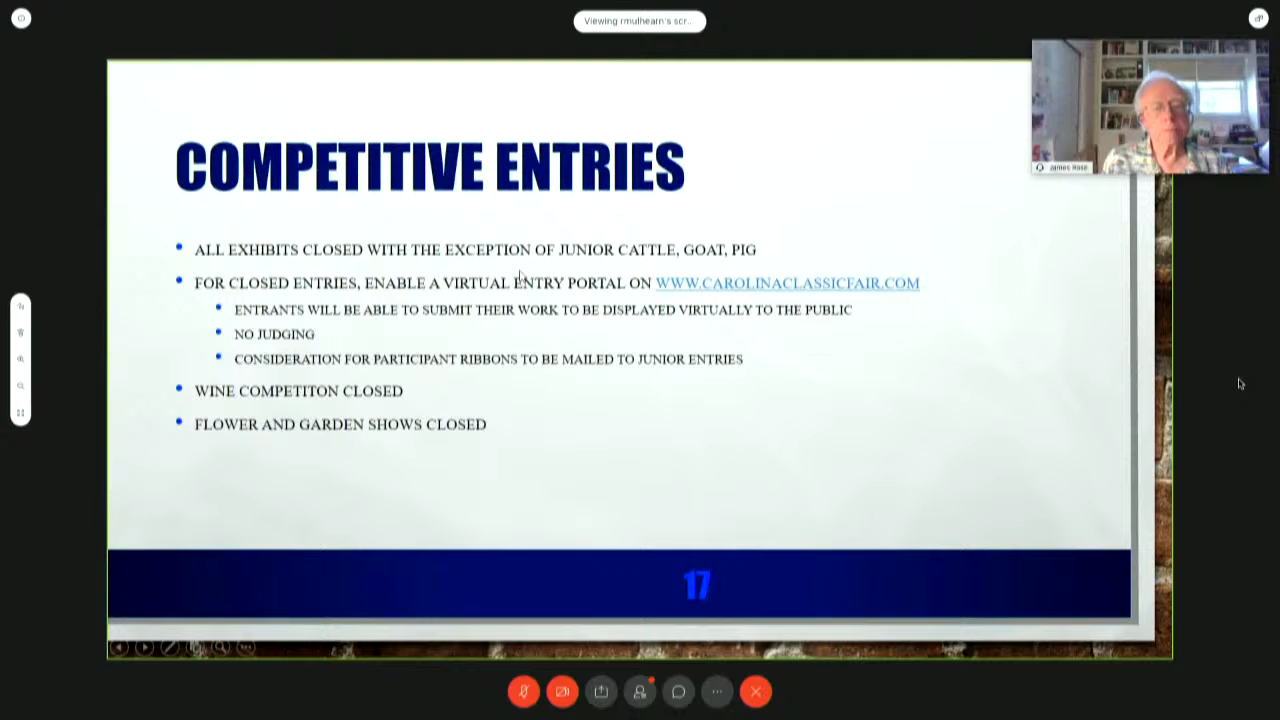 Viewing rmulhearn's scr..
James Rose
COMPETITIVE ENTRIES
ALL EXHIBITS CLOSED WITH THE EXCEPTION OF JUNIOR CATTLE, GOAT, PIG
FOR CLOSED ENTRIES, ENABLE A VIRTUAL ENTRY PORTAL ON WWW.CAROLINACLASSICFAIR.COM
ENTRANTS WILL BE ABLE TO SUBMIT THEIR WORK TO BE DISPLAYED VIRTUALLY TO THE PUBLIC
NO JUDGING
CONSIDERATION FOR PARTICIPANT RIBBONS TO BE MAILED TO JUNIOR ENTRIES
WINE COMPETITON CLOSED
FLOWER AND GARDEN SHOWS CLOSED
17